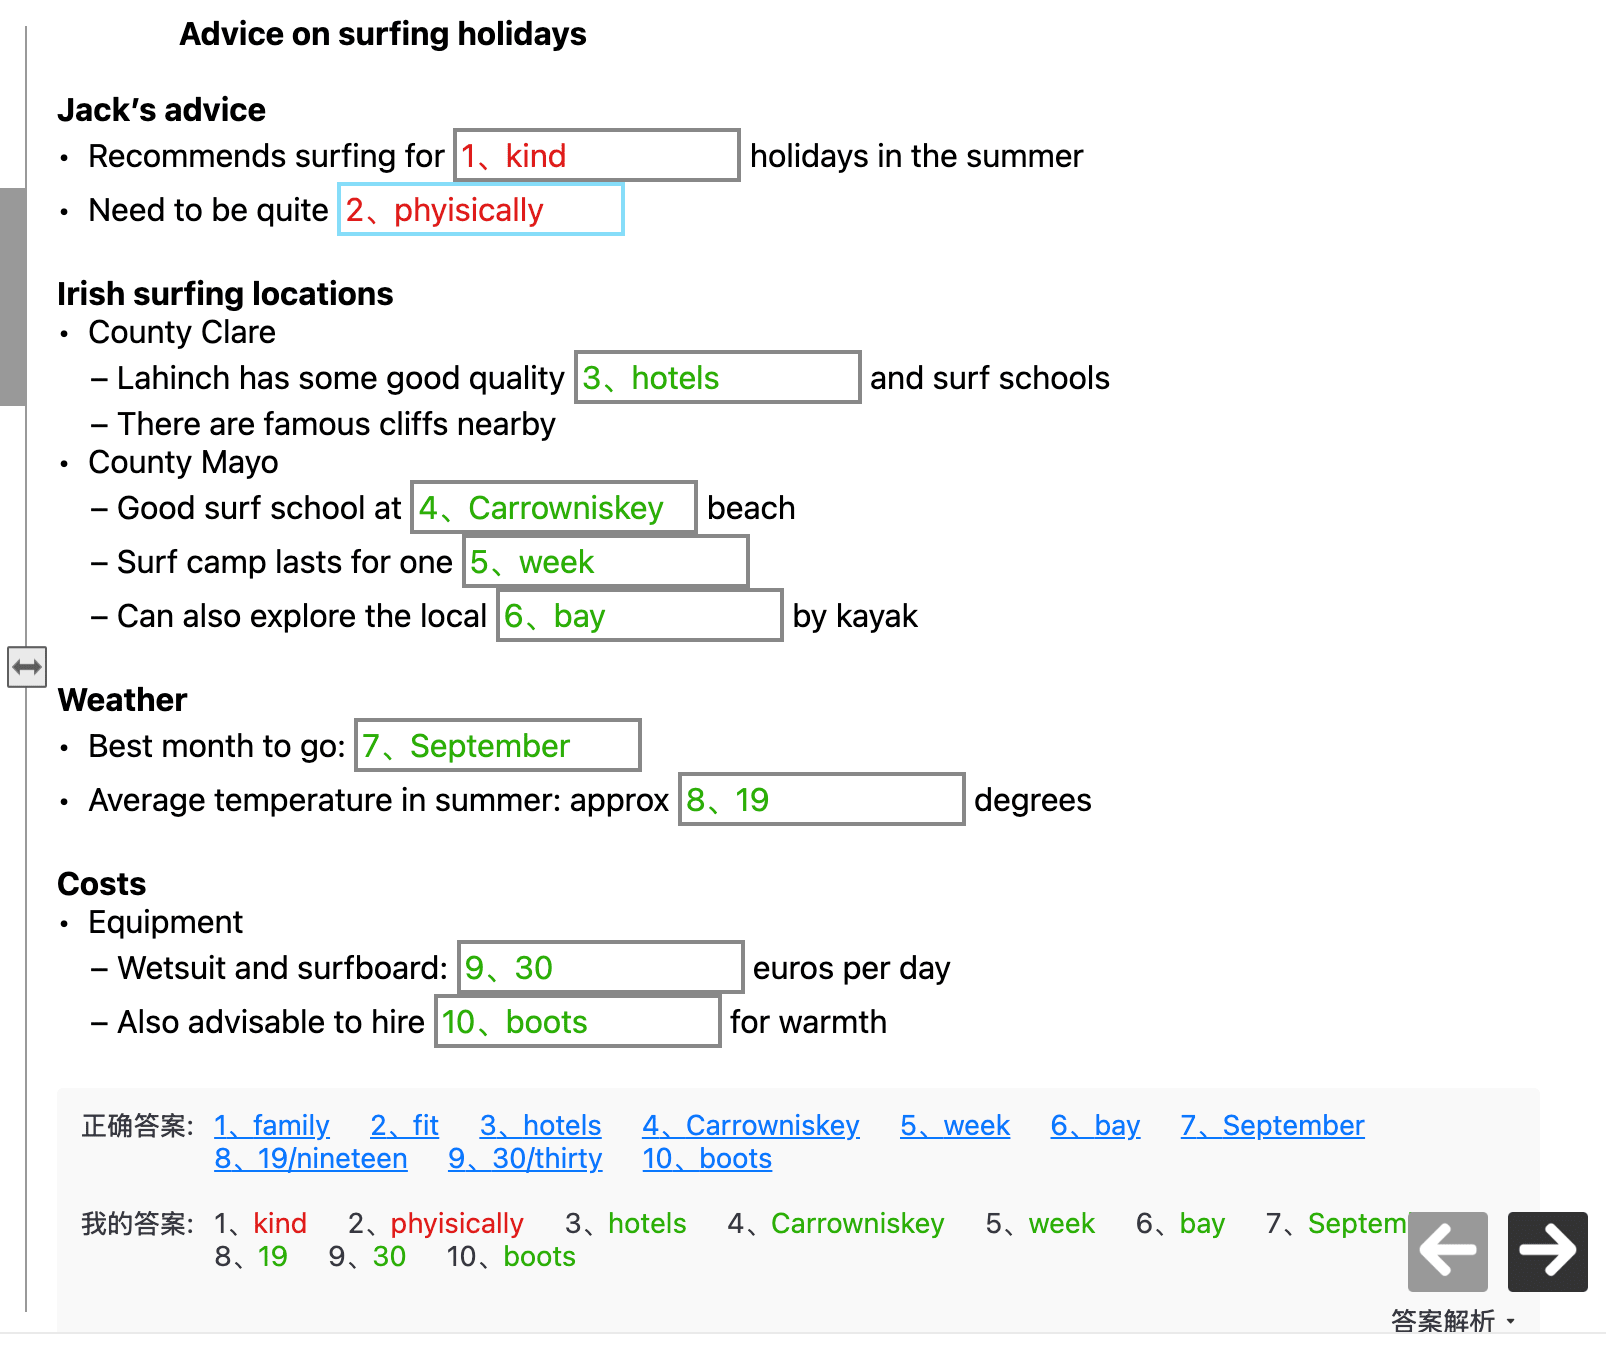 Advice on surfing holidays
Jack's advice
• Recommends surfing for 1、kind holidays in the summer
• Need to be quite 2、phyisically
Irish surfing locations
• County Clare
– Lahinch has some good quality 3、hotels and surf schools
– There are famous cliffs nearby
• County Mayo
– Good surf school at 4、Carrowniskey beach
– Surf camp lasts for one 5、week
– Can also explore the local 6、bay by kayak
Weather
• Best month to go: 7、September
• Average temperature in summer: approx 8、19 degrees
Costs
• Equipment
– Wetsuit and surfboard: 9、30 euros per day
– Also advisable to hire 10、boots for warmth
正确答案: 1、family 2、fit 3、hotels 4、Carrowniskey 5、week 6、bay 7、September
8、19/nineteen 9、30/thirty 10、boots
我的答案: 1、kind 2、phyisically 3、hotels 4、Carrowniskey 5、week 6、bay 7、Septem
8、19 9、30 10、boots
答案解析